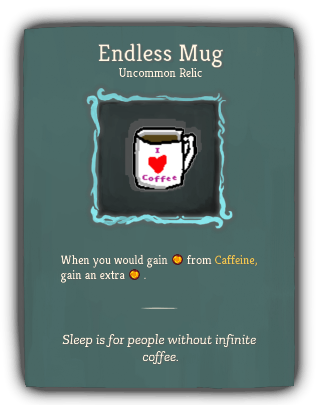 Endless Mug
Uncommon Relic
I
Coffee
When you would gain from Caffeine,
gain an extra .
Sleep is for people without infinite
coffee.